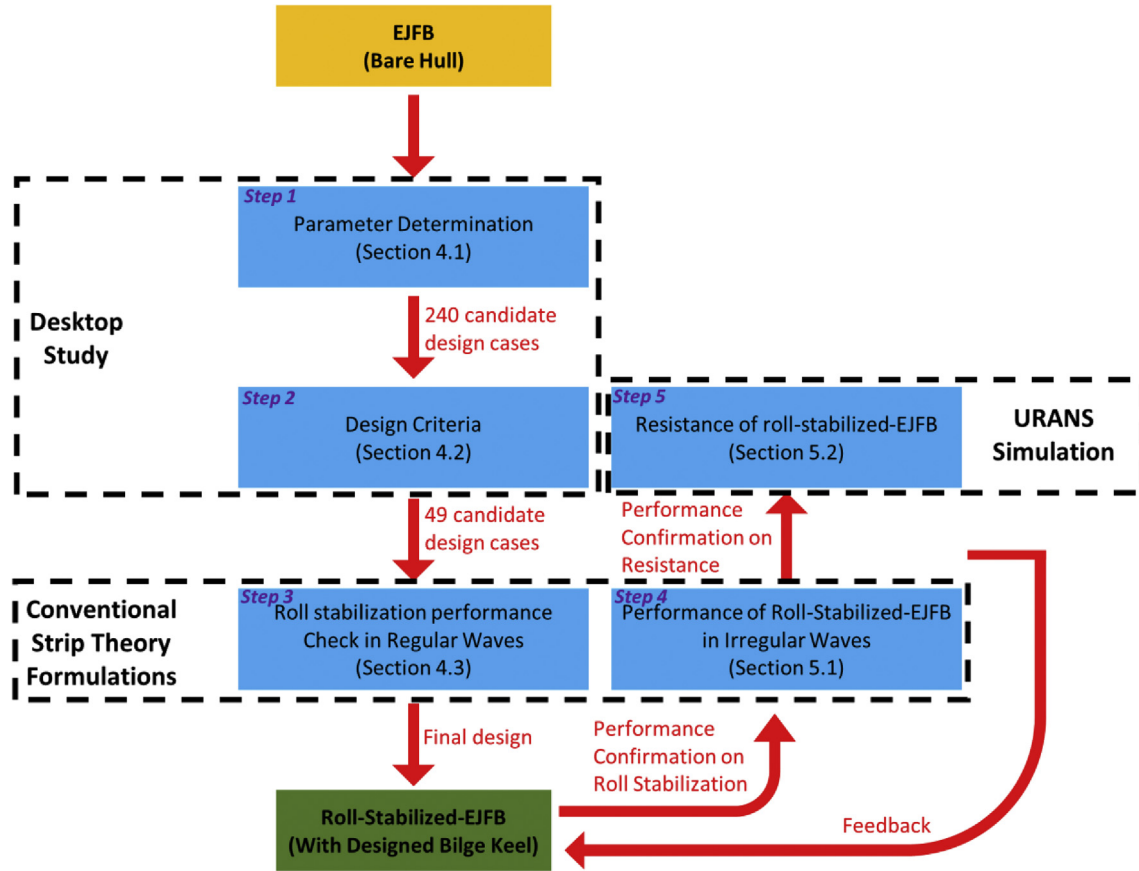 EJFB
(Bare Hull)
Step 1
Parameter Determination
(Section 4.1)
Desktop
Study
240 candidate
design cases
Step 2
Design Criteria
(Section 4.2)
Step 5
Resistance of roll-stabilized-EJFB
(Section 5.2)
URANS
Simulation
49 candidate
design cases
Performance
Confirmation on
Resistance
Conventional
Strip Theory
Formulations
Step 3
Roll stabilization performance
Check in Regular Waves
(Section 4.3)
Step 4
Performance of Roll-Stabilized-EJFB
in Irregular Waves
(Section 5.1)
Final design
Performance
Confirmation on
Roll Stabilization
Roll-Stabilized-EJFB
(With Designed Bilge Keel)
Feedback